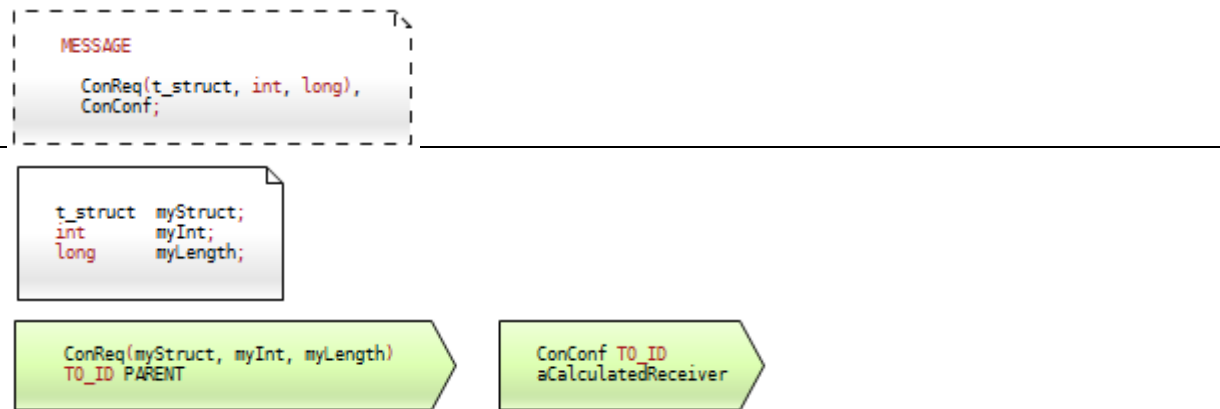 MESSAGE
ConReq(t_struct, int, long),
ConConf;
t_struct myStruct;
int myInt;
long myLength;
ConReq(myStruct, myInt, myLength)
TO_ID PARENT
ConConf TO_ID
aCalculatedReceiver